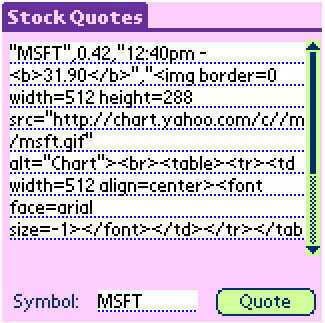 Stock Quotes
"MSFT",0.42,"12:40pm -
<b>31.90</b>","<img border=0
width=512 height=288
src="http://chart.yahoo.com/c//m
/msft.gif"
alt="Chart"><br><table><tr><td
width=512 align=center><font
face=arial
size=-1></font></td></tr></tab
Symbol: MSFT Quote